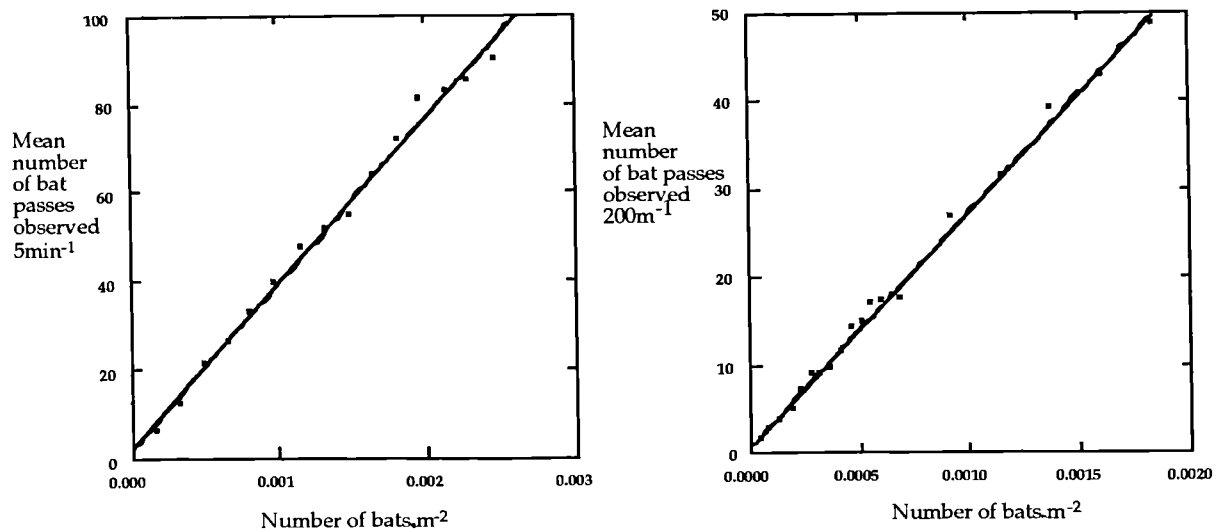 100
80
60
40
20
0
Mean
number
of bat
passes
observed
5min-1
0.000 0.001 0.002 0.003
Number of bats.m-2
50
40
30
20
10
0
Mean
number
of bat passes
observed
200m-1
0.0000 0.0005 0.0010 0.0015 0.0020
Number of bats.m-2